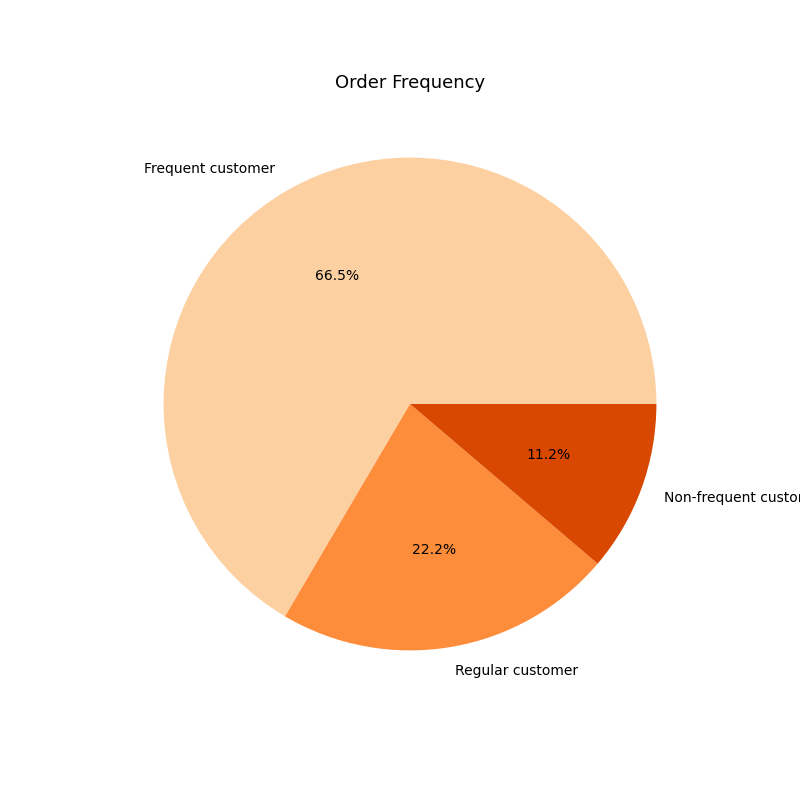 Order Frequency
Frequent customer
66.5%
11.2%
Non-frequent
22.2%
Regular customer